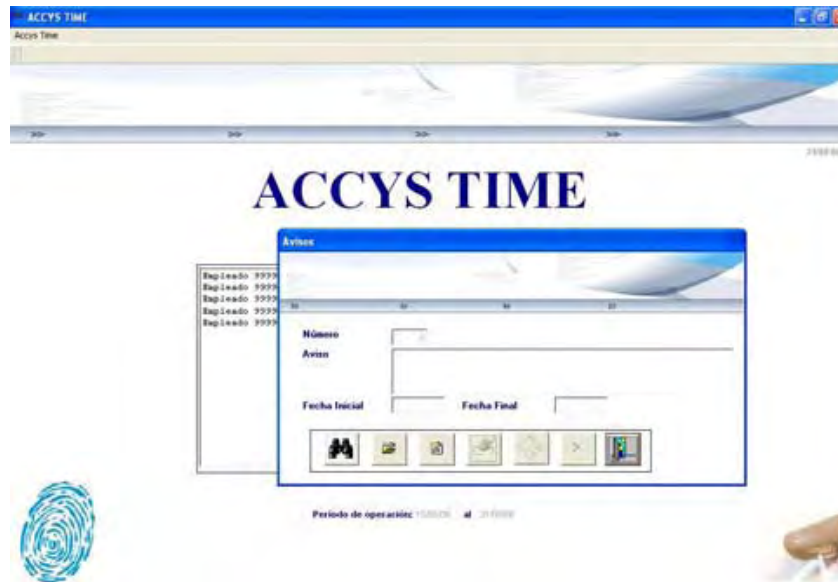 ACCYS TIME
Accys Time
ACCYS TIME
Avisos
Empleado 9999
Empleado 9999
Empleado 9999
Empleado 9999
Empleado 9999
Número
Aviso
Fecha Inicial
Fecha Final
Periodo de operación: al